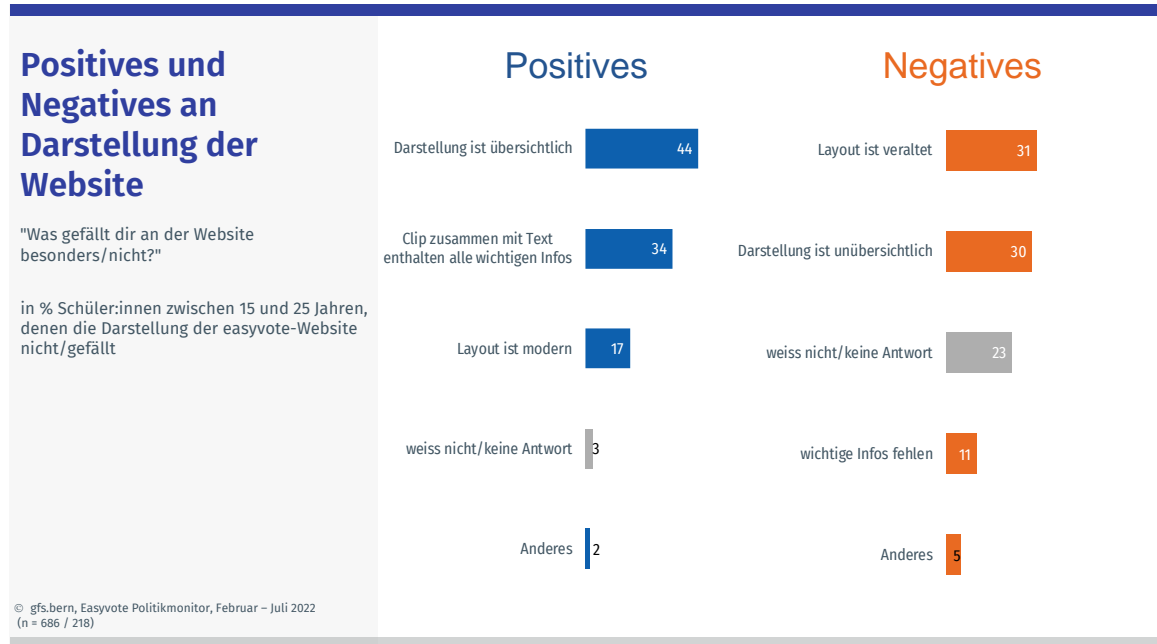 Positives und
Negatives an
Darstellung der
Website
"Was gefällt dir an der Website
besonders/nicht?"
in % Schüler:innen zwischen 15 und 25 Jahren,
denen die Darstellung der easyvote-Website
nicht/gefällt
© gfs.bern, Easyvote Politikmonitor, Februar – Juli 2022
(n = 686 / 218)
Positives
Darstellung ist übersichtlich 44
Clip zusammen mit Text
enthalten alle wichtigen Infos 34
Layout ist modern 17
weiss nicht/keine Antwort 3
Anderes 2
Negatives
Layout ist veraltet 31
Darstellung ist unübersichtlich 30
weiss nicht/keine Antwort 23
wichtige Infos fehlen 11
Anderes 5